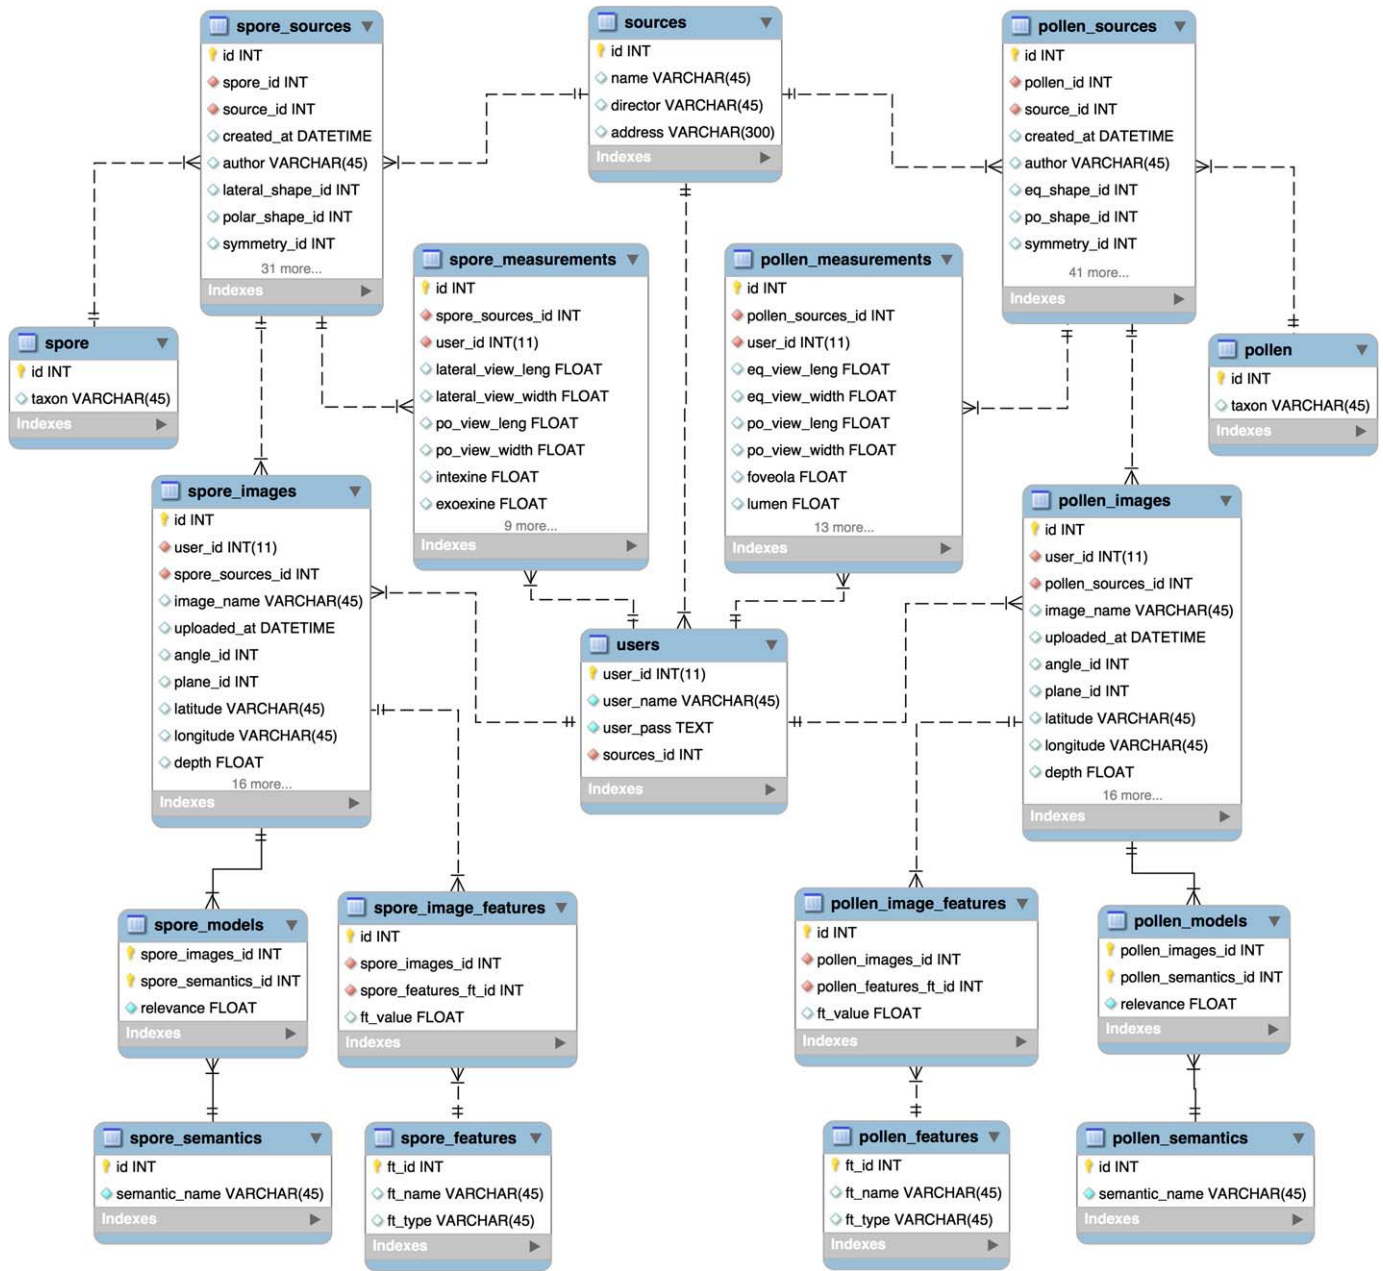 spore_sources
id INT
spore_id INT
source_id INT
created_at DATETIME
author VARCHAR(45)
lateral_shape_id INT
polar_shape_id INT
symmetry_id INT
31 more...
Indexes
sources
id INT
name VARCHAR(45)
director VARCHAR(45)
address VARCHAR(300)
Indexes
pollen_sources
id INT
pollen_id INT
source_id INT
created_at DATETIME
author VARCHAR(45)
eq_shape_id INT
po_shape_id INT
symmetry_id INT
41 more...
Indexes
spore
id INT
taxon VARCHAR(45)
Indexes
spore_measurements
id INT
spore_sources_id INT
user_id INT(11)
lateral_view_leng FLOAT
lateral_view_width FLOAT
po_view_leng FLOAT
po_view_width FLOAT
intexine FLOAT
exoexine FLOAT
9 more...
Indexes
pollen_measurements
id INT
pollen_sources_id INT
user_id INT(11)
eq_view_leng FLOAT
eq_view_width FLOAT
po_view_leng FLOAT
po_view_width FLOAT
foveola FLOAT
lumen FLOAT
13 more...
Indexes
pollen
id INT
taxon VARCHAR(45)
Indexes
spore_images
id INT
user_id INT(11)
spore_sources_id INT
image_name VARCHAR(45)
uploaded_at DATETIME
angle_id INT
plane_id INT
latitude VARCHAR(45)
longitude VARCHAR(45)
depth FLOAT
16 more...
Indexes
users
user_id INT(11)
user_name VARCHAR(45)
user_pass TEXT
sources_id INT
Indexes
pollen_images
id INT
user_id INT(11)
pollen_sources_id INT
image_name VARCHAR(45)
uploaded_at DATETIME
angle_id INT
plane_id INT
latitude VARCHAR(45)
longitude VARCHAR(45)
depth FLOAT
16 more...
Indexes
spore_models
spore_images_id INT
spore_semantics_id INT
relevance FLOAT
Indexes
spore_image_features
id INT
spore_images_id INT
spore_features_ft_id INT
ft_value FLOAT
Indexes
pollen_image_features
id INT
pollen_images_id INT
pollen_features_ft_id INT
ft_value FLOAT
Indexes
pollen_models
pollen_images_id INT
pollen_semantics_id INT
relevance FLOAT
Indexes
spore_semantics
id INT
semantic_name VARCHAR(45)
Indexes
spore_features
ft_id INT
ft_name VARCHAR(45)
ft_type VARCHAR(45)
Indexes
pollen_features
ft_id INT
ft_name VARCHAR(45)
ft_type VARCHAR(45)
Indexes
pollen_semantics
id INT
semantic_name VARCHAR(45)
Indexes